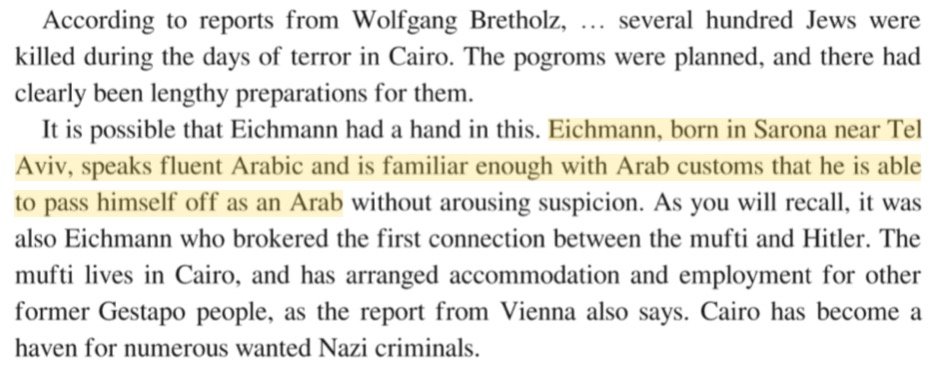 According to reports from Wolfgang Bretholz, … several hundred Jews were
killed during the days of terror in Cairo. The pogroms were planned, and there had
clearly been lengthy preparations for them.
It is possible that Eichmann had a hand in this. Eichmann, born in Sarona near Tel
Aviv, speaks fluent Arabic and is familiar enough with Arab customs that he is able
to pass himself off as an Arab without arousing suspicion. As you will recall, it was
also Eichmann who brokered the first connection between the mufti and Hitler. The
mufti lives in Cairo, and has arranged accommodation and employment for other
former Gestapo people, as the report from Vienna also says. Cairo has become a
haven for numerous wanted Nazi criminals.